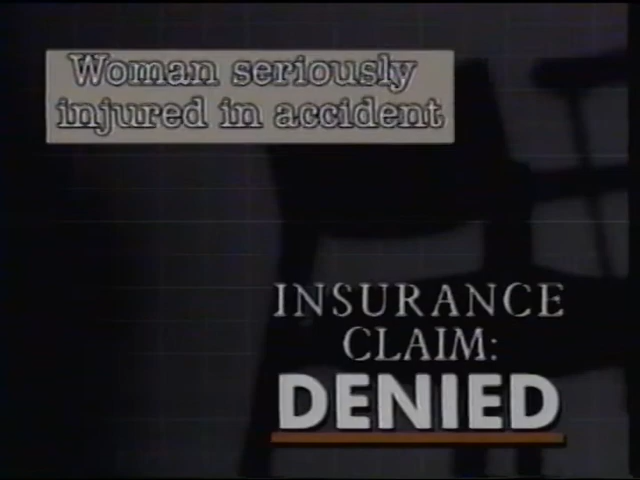 Woman seriously
injured in accident
INSURANCE
CLAIM:
DENIED